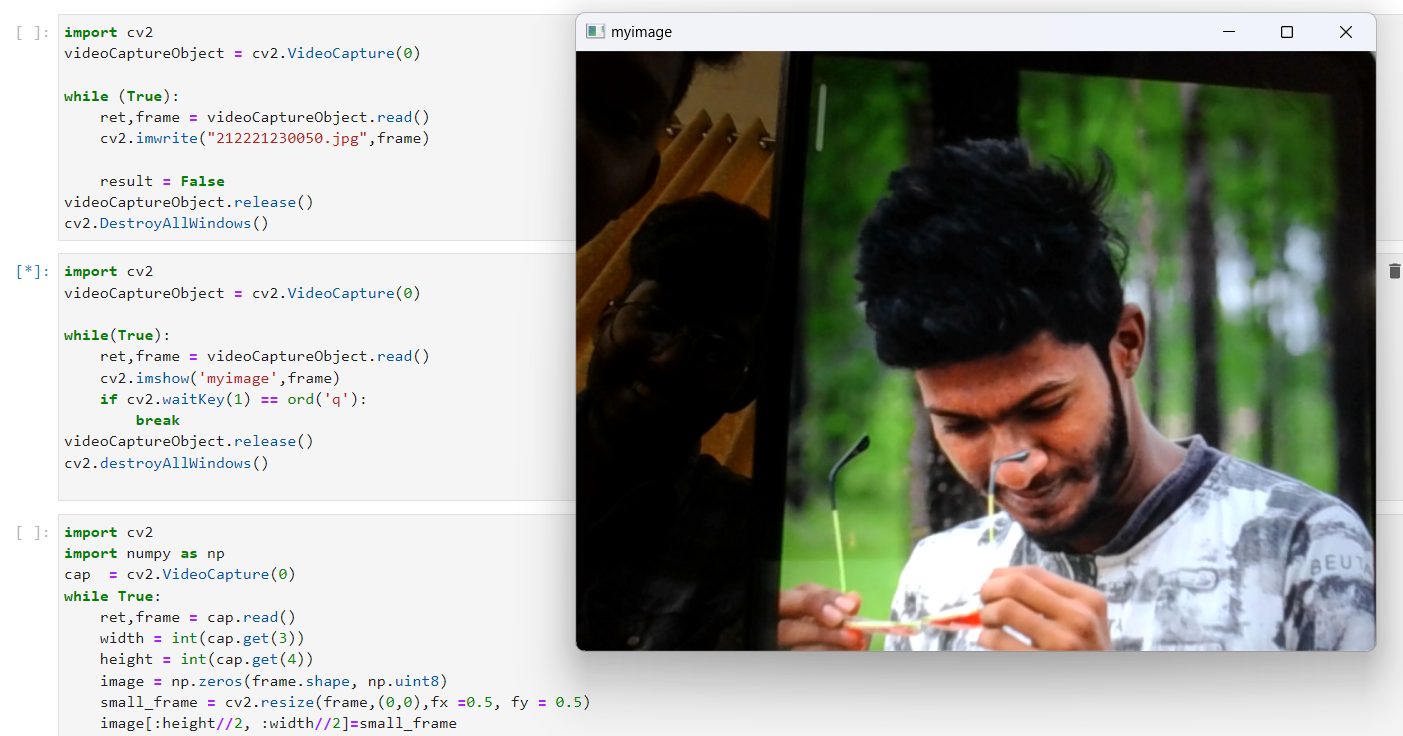 [ ]:
import cv2
videoCaptureObject = cv2.VideoCapture(0)
while (True):
ret,frame = videoCaptureObject.read()
cv2.imwrite("212221230050.jpg",frame)
result = False
videoCaptureObject.release()
cv2.DestroyAllWindows()
[*]:
import cv2
videoCaptureObject = cv2.VideoCapture(0)
while(True):
ret,frame = videoCaptureObject.read()
cv2.imshow('myimage',frame)
if cv2.waitKey(1) == ord('q'):
break
videoCaptureObject.release()
cv2.destroyAllWindows()
[ ]:
import cv2
import numpy as np
cap  = cv2.VideoCapture(0)
while True:
ret,frame = cap.read()
width = int(cap.get(3))
height = int(cap.get(4))
image = np.zeros(frame.shape, np.uint8)
small_frame = cv2.resize(frame,(0,0),fx =0.5, fy = 0.5)
image[:height//2, :width//2]=small_frame
myimage